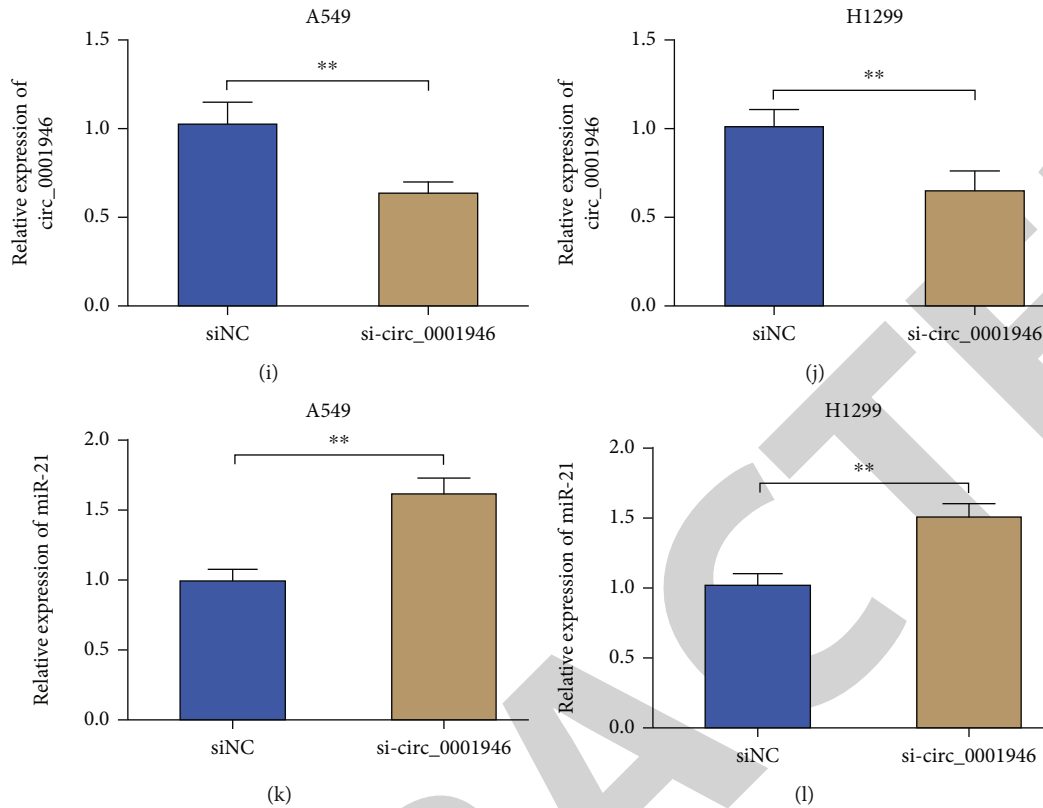 A549
Relative expression of
circ_0001946
1.5
1.0
0.5
0.0
**
siNC
si-circ_0001946
(i)
H1299
Relative expression of
circ_0001946
1.5
1.0
0.5
0.0
**
siNC
si-circ_0001946
(j)
A549
Relative expression of miR-21
2.0
1.5
1.0
0.5
0.0
**
siNC
si-circ_0001946
(k)
H1299
Relative expression of miR-21
2.0
1.5
1.0
0.5
0.0
**
siNC
si-circ_0001946
(l)